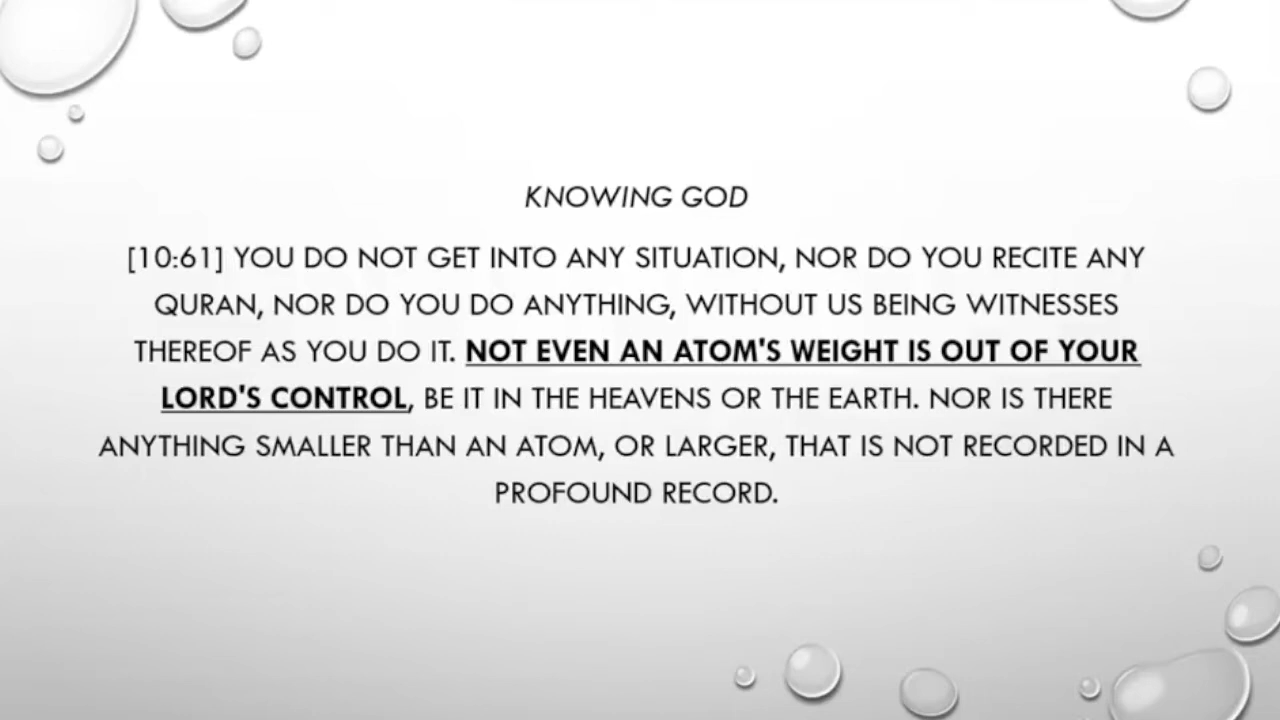 KNOWING GOD
[10:61] YOU DO NOT GET INTO ANY SITUATION, NOR DO YOU RECITE ANY
QURAN, NOR DO YOU DO ANYTHING, WITHOUT US BEING WITNESSES
THEREOF AS YOU DO IT. NOT EVEN AN ATOM'S WEIGHT IS OUT OF YOUR
LORD'S CONTROL, BE IT IN THE HEAVENS OR THE EARTH. NOR IS THERE
ANYTHING SMALLER THAN AN ATOM, OR LARGER, THAT IS NOT RECORDED IN A
PROFOUND RECORD.